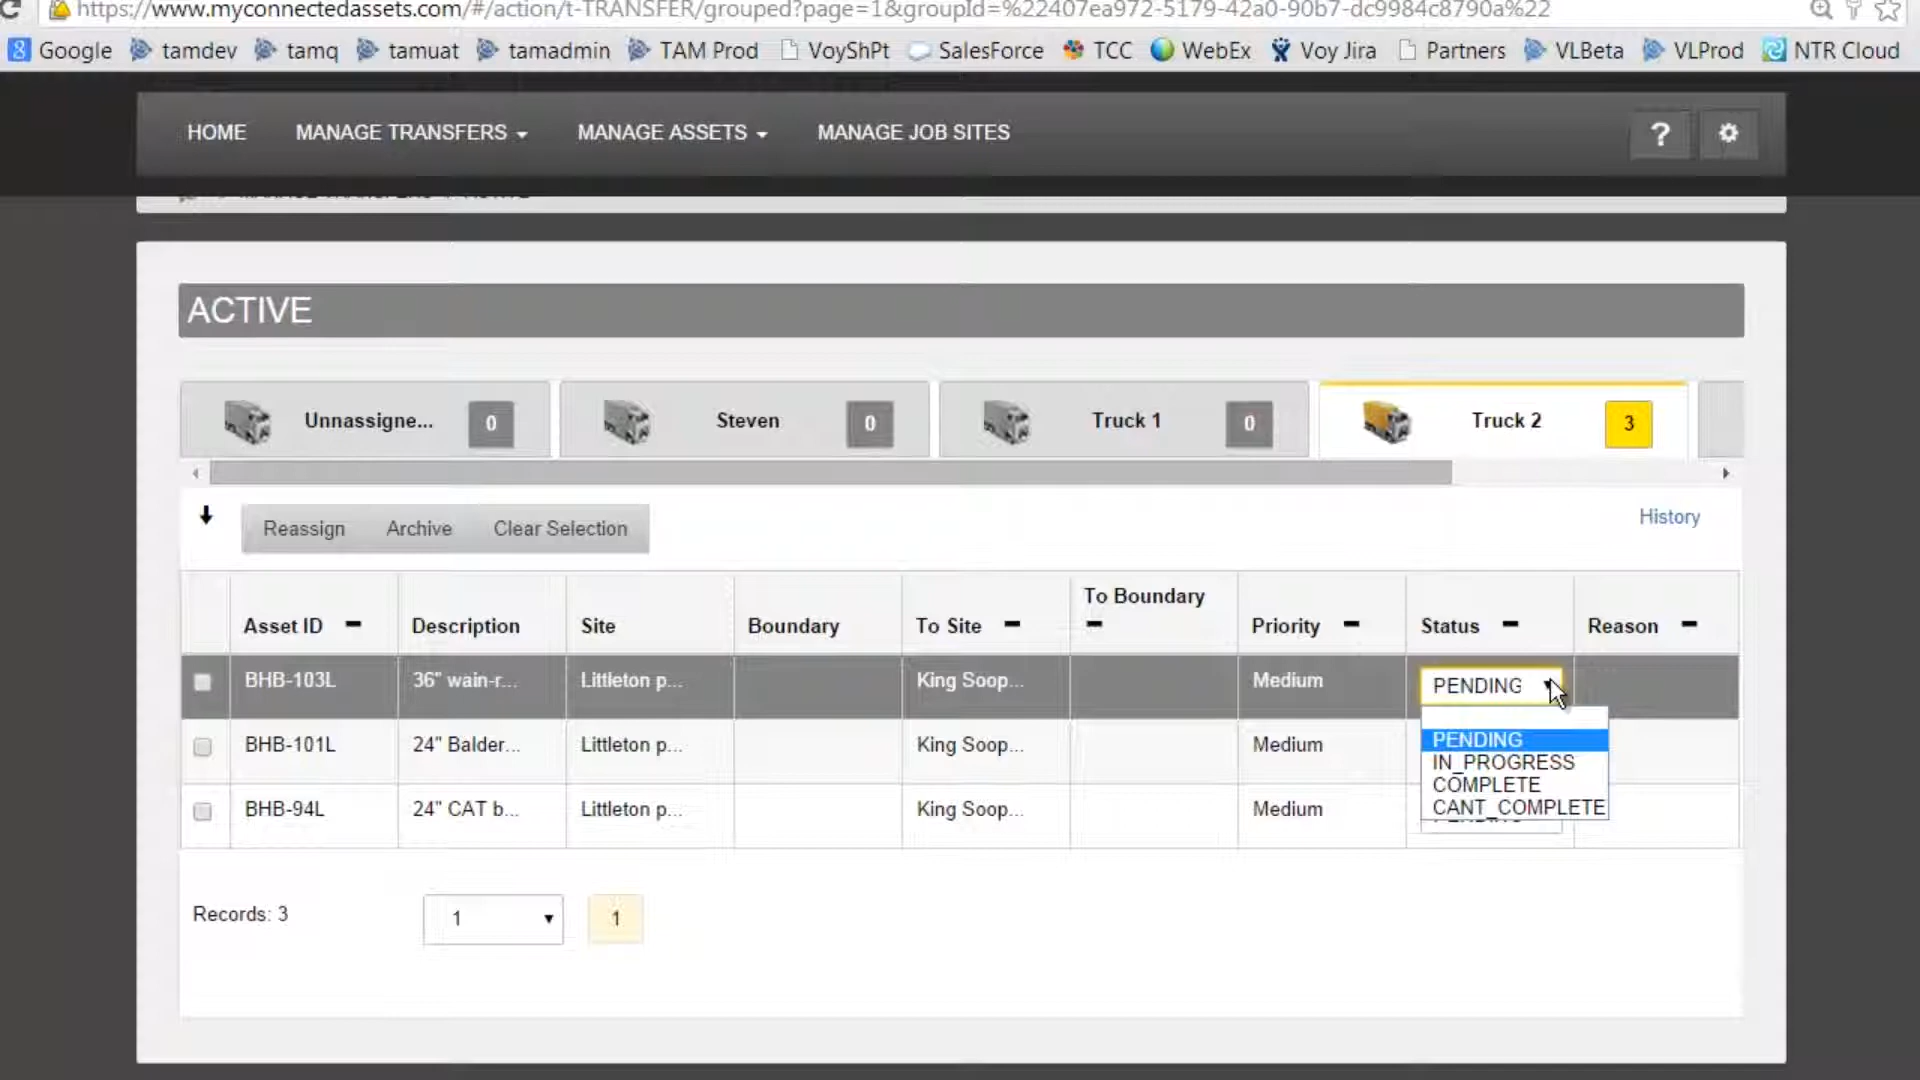 https://www.myconnectedassets.com/#/action/t-TRANSFER/grouped?page=1&groupId=%22407ea972-5179-42a0-90b7-dc9984c8790a%22
Google tamdev tamq tamuat tamadmin TAM Prod VoyShPt SalesForce TCC WebEx Voy Jira Partners VLBeta VLProd NTR Cloud
HOME MANAGE TRANSFERS MANAGE ASSETS MANAGE JOB SITES ?
ACTIVE
Unnassigne... 0 Steven 0 Truck 1 0 Truck 2 3
Reassign Archive Clear Selection History
Asset ID Description Site Boundary To Site To Boundary Priority Status Reason
BHB-103L 36" wain-r... Littleton p... King Soop... Medium PENDING
PENDING
IN_PROGRESS
COMPLETE
CANT_COMPLETE
BHB-101L 24" Balder... Littleton p... King Soop... Medium
BHB-94L 24" CAT b... Littleton p... King Soop... Medium
Records: 3 1 1